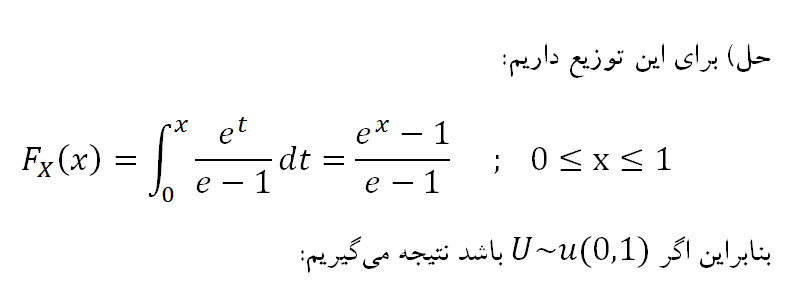 حل) برای این توزیع داریم:
F_X(x) = ∫_0^x e^t/(e − 1) dt = (e^x − 1)/(e − 1) ; 0 ≤ x ≤ 1
بنابراین اگر U~u(0,1) باشد نتیجه می‌گیریم: